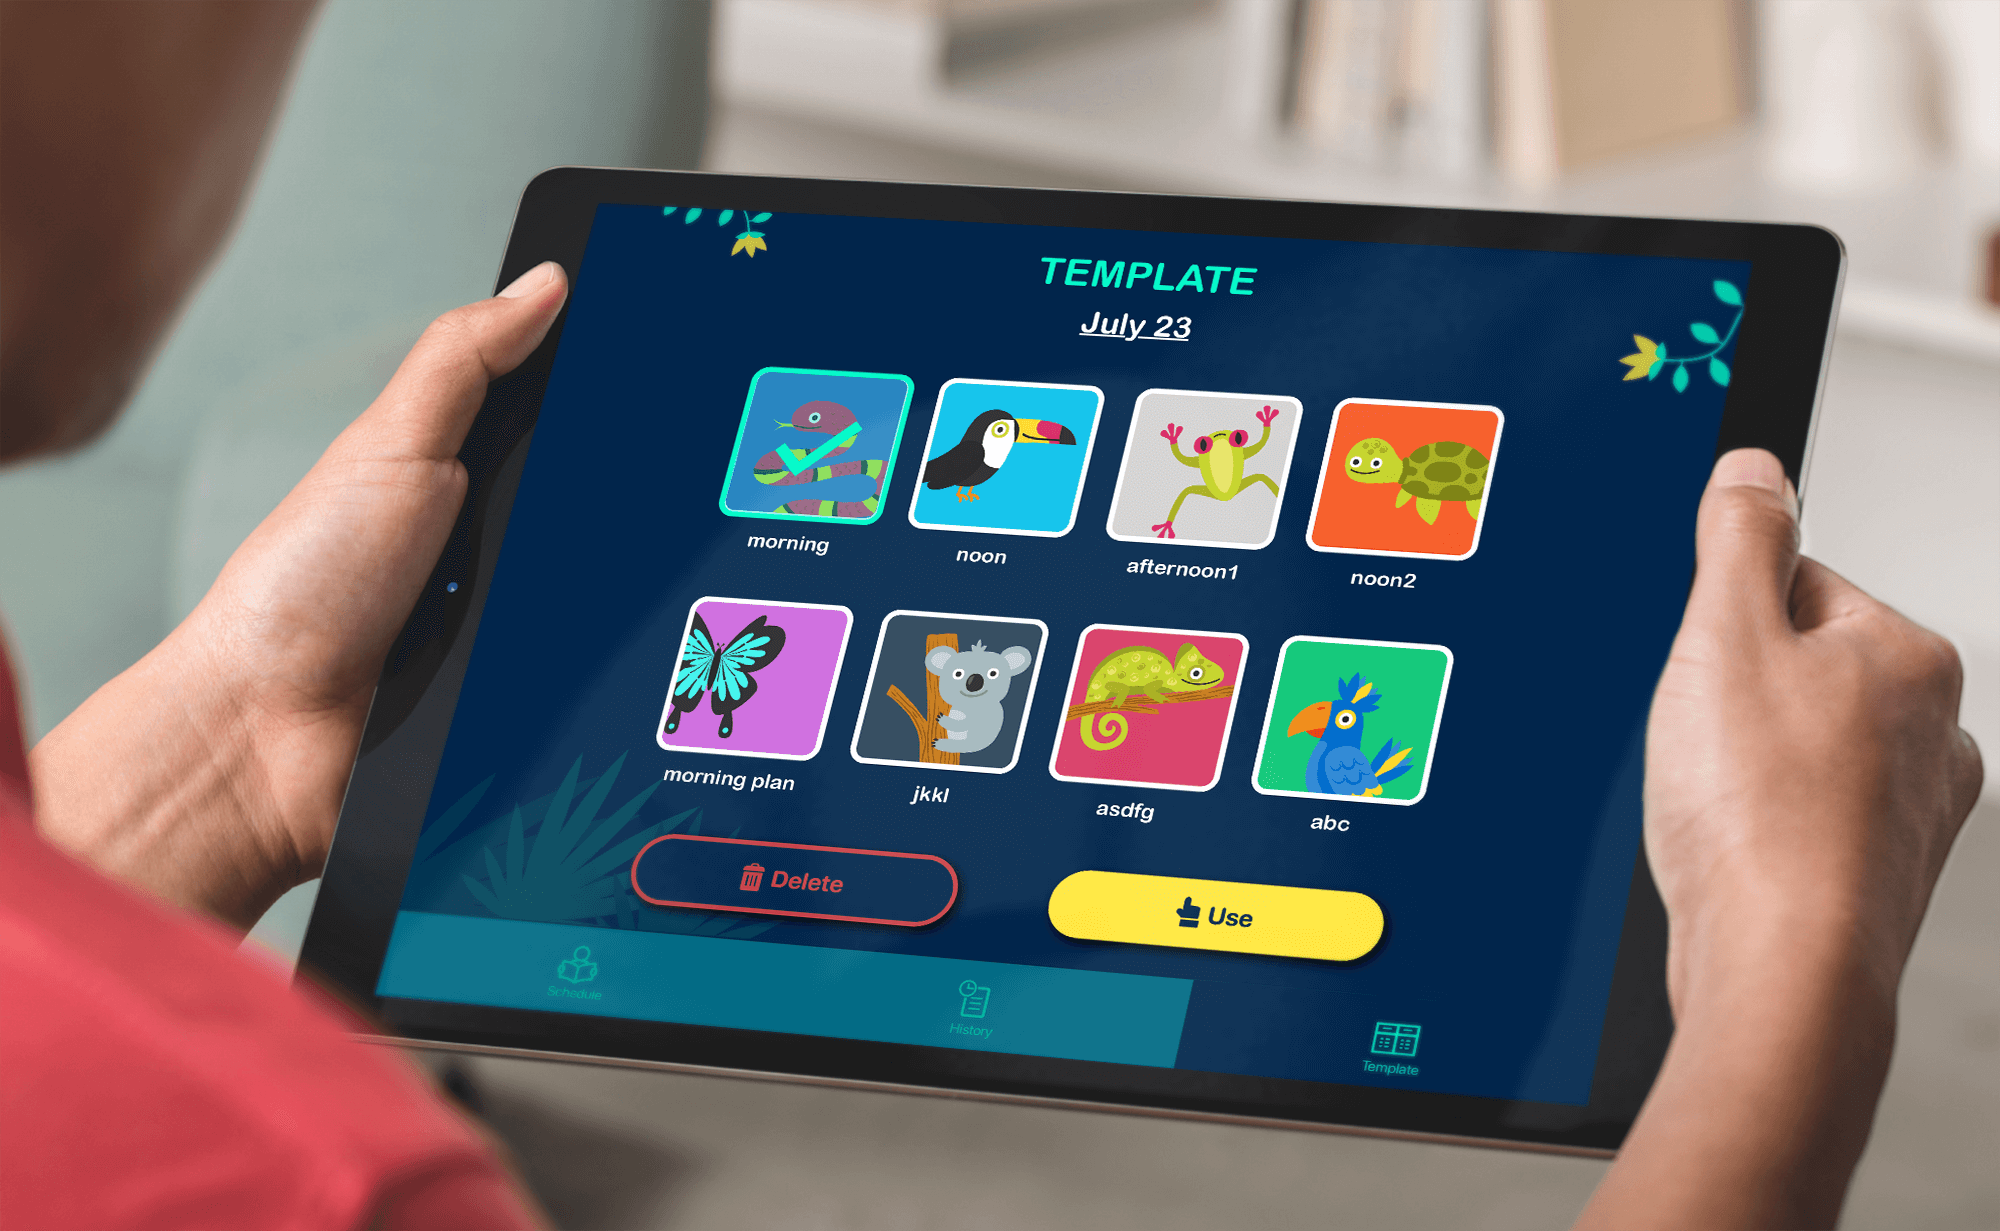 TEMPLATE
July 23
morning
noon
afternoon1
noon2
morning plan
jkkl
asdfg
abc
Delete
Use
Schedule
History
Template